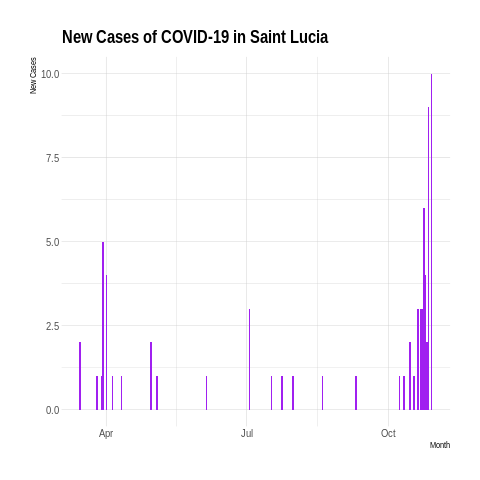 New Cases of COVID-19 in Saint Lucia
New Cases
10.0
7.5
5.0
2.5
0.0
Apr
Jul
Oct
Month